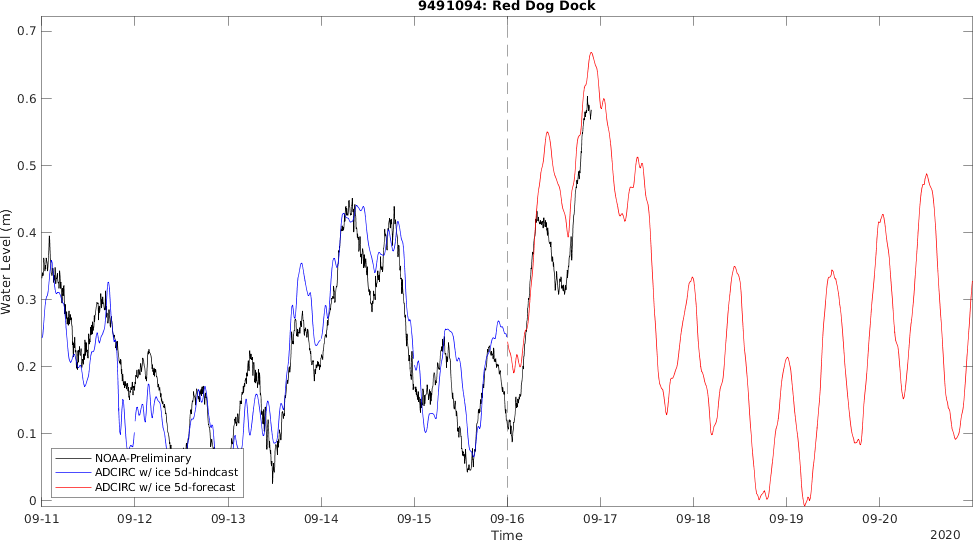 9491094: Red Dog Dock
Water Level (m)
0.7
0.6
0.5
0.4
0.3
0.2
0.1
0
NOAA-Preliminary
ADCIRC w/ ice 5d-hindcast
ADCIRC w/ ice 5d-forecast
09-11 09-12 09-13 09-14 09-15 09-16 09-17 09-18 09-19 09-20
Time
2020